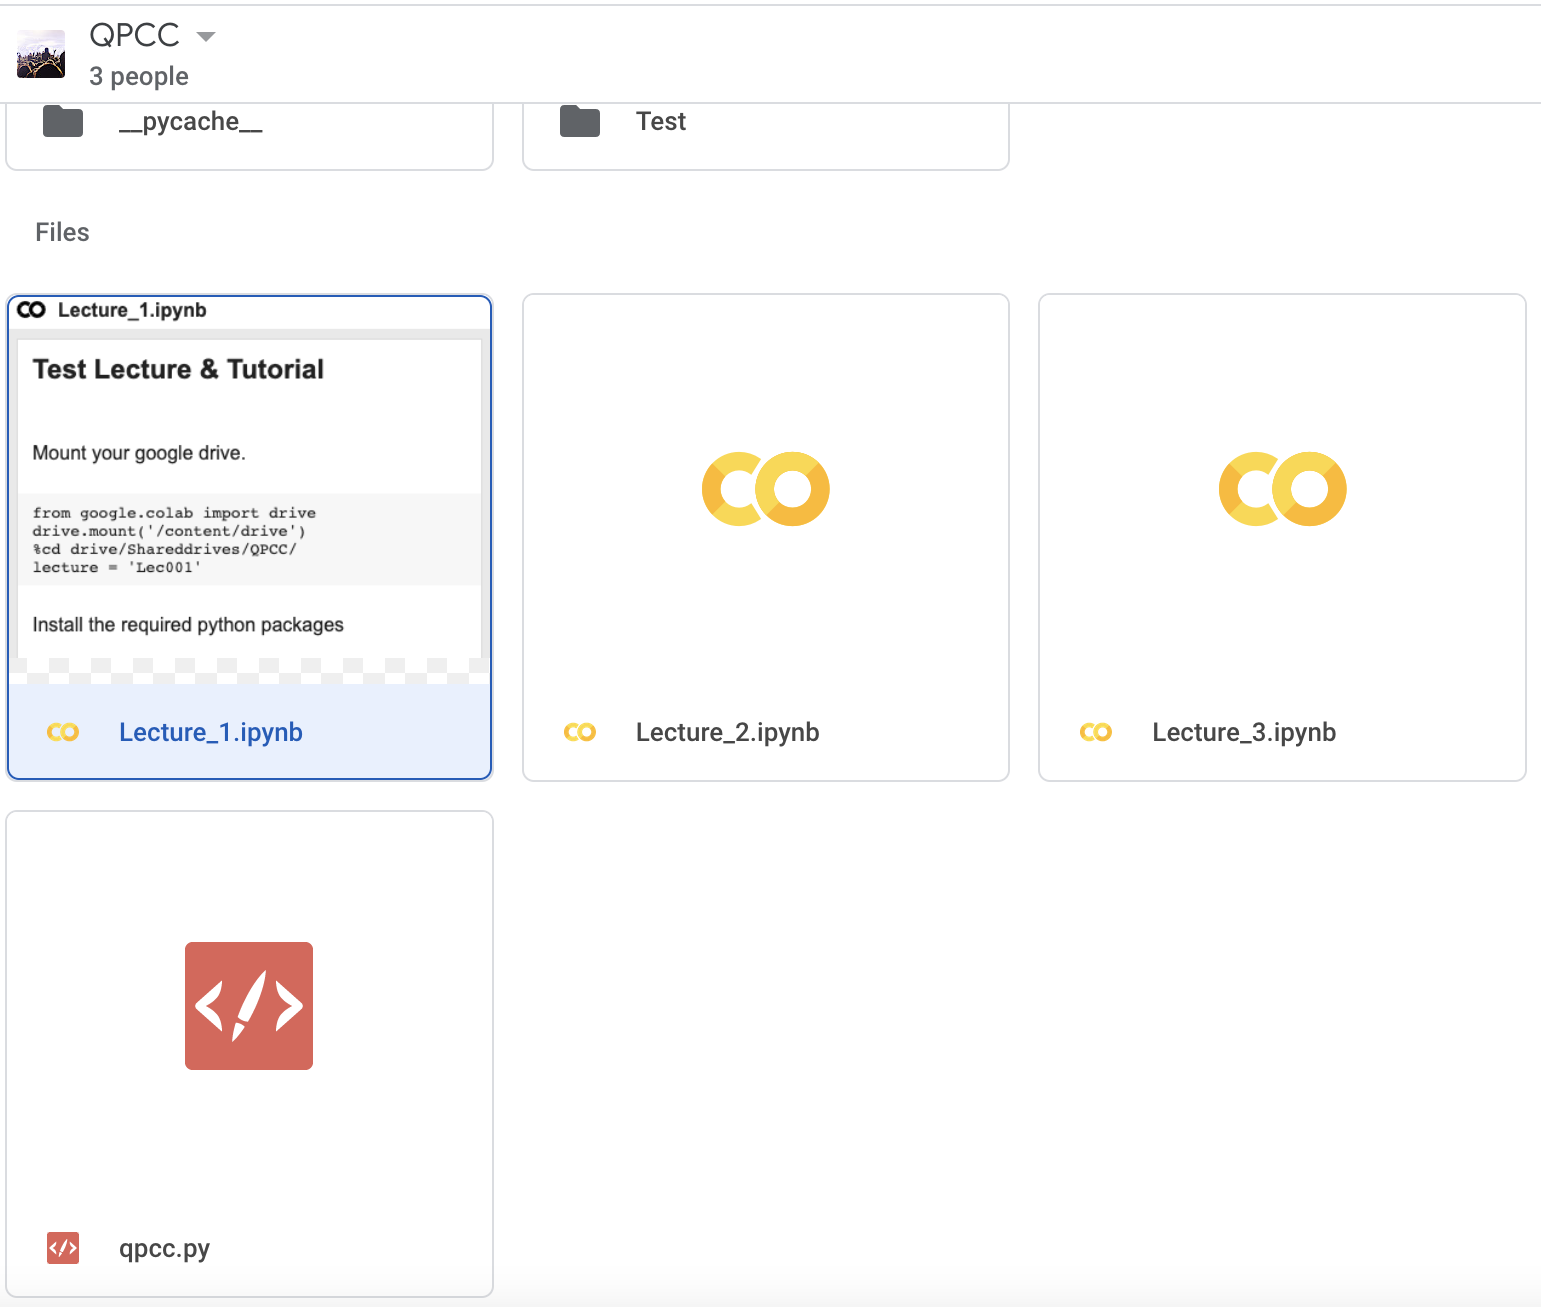 QPCC
3 people
__pycache__
Test
Files
Lecture_1.ipynb
Test Lecture & Tutorial
Mount your google drive.
from google.colab import drive
drive.mount('/content/drive')
%cd drive/Shareddrives/QPCC/
lecture = 'Lec001'
Install the required python packages
Lecture_1.ipynb
Lecture_2.ipynb
Lecture_3.ipynb
qpcc.py